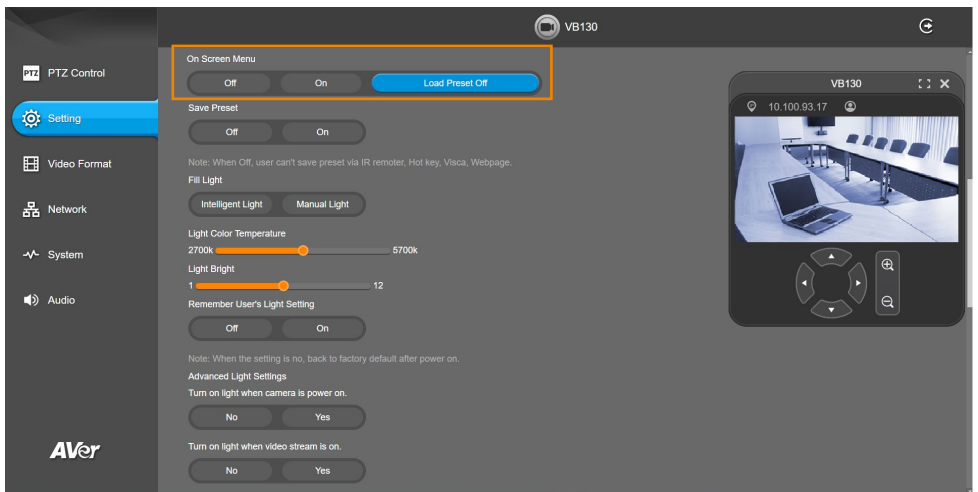 VB130
PTZ PTZ Control
Setting
Video Format
Network
System
Audio
AVer
On Screen Menu
Off On Load Preset Off
Save Preset
Off On
Note: When Off, user can't save preset via IR remoter, Hot key, Visca, Webpage.
Fill Light
Intelligent Light Manual Light
Light Color Temperature
2700k 5700k
Light Bright
1 12
Remember User's Light Setting
Off On
Note: When the setting is no, back to factory default after power on.
Advanced Light Settings
Turn on light when camera is power on.
No Yes
Turn on light when video stream is on.
No Yes
VB130
10.100.93.17